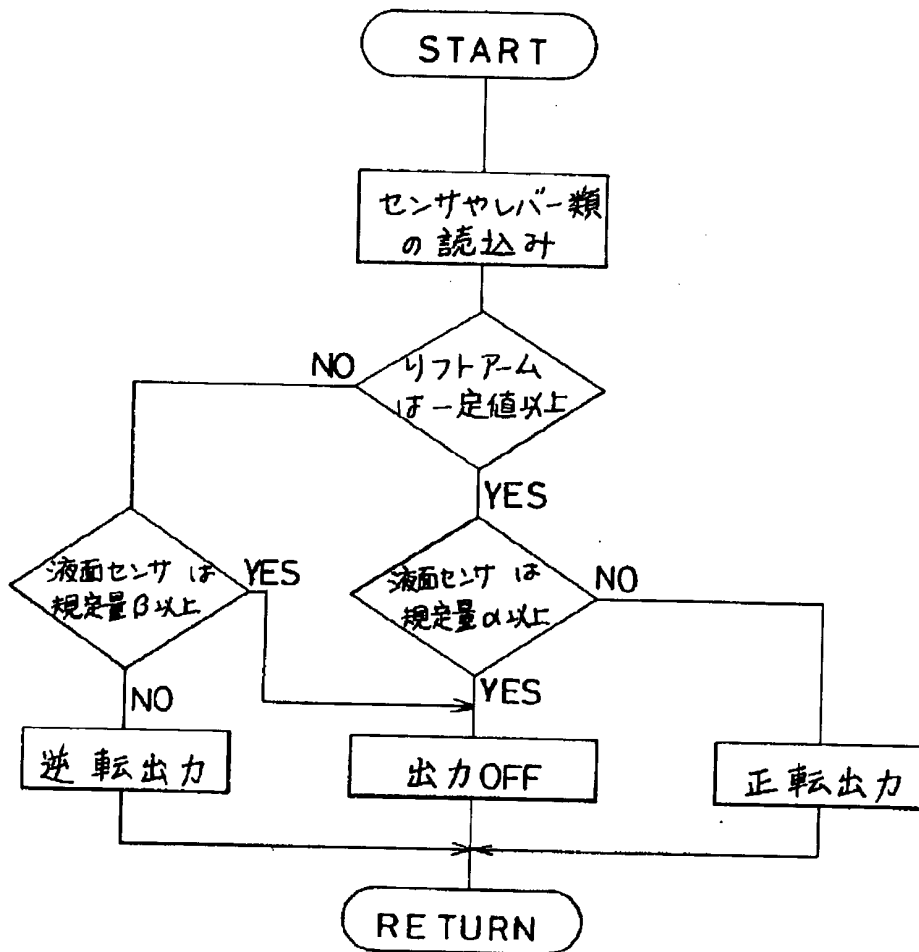 START
センサやレバー類
の読込み
NO
リフトアーム
は一定値以上
YES
液面センサは
規定量β以上
YES
液面センサは
規定量α以上
NO
NO
YES
逆転出力
出力OFF
正転出力
RETURN